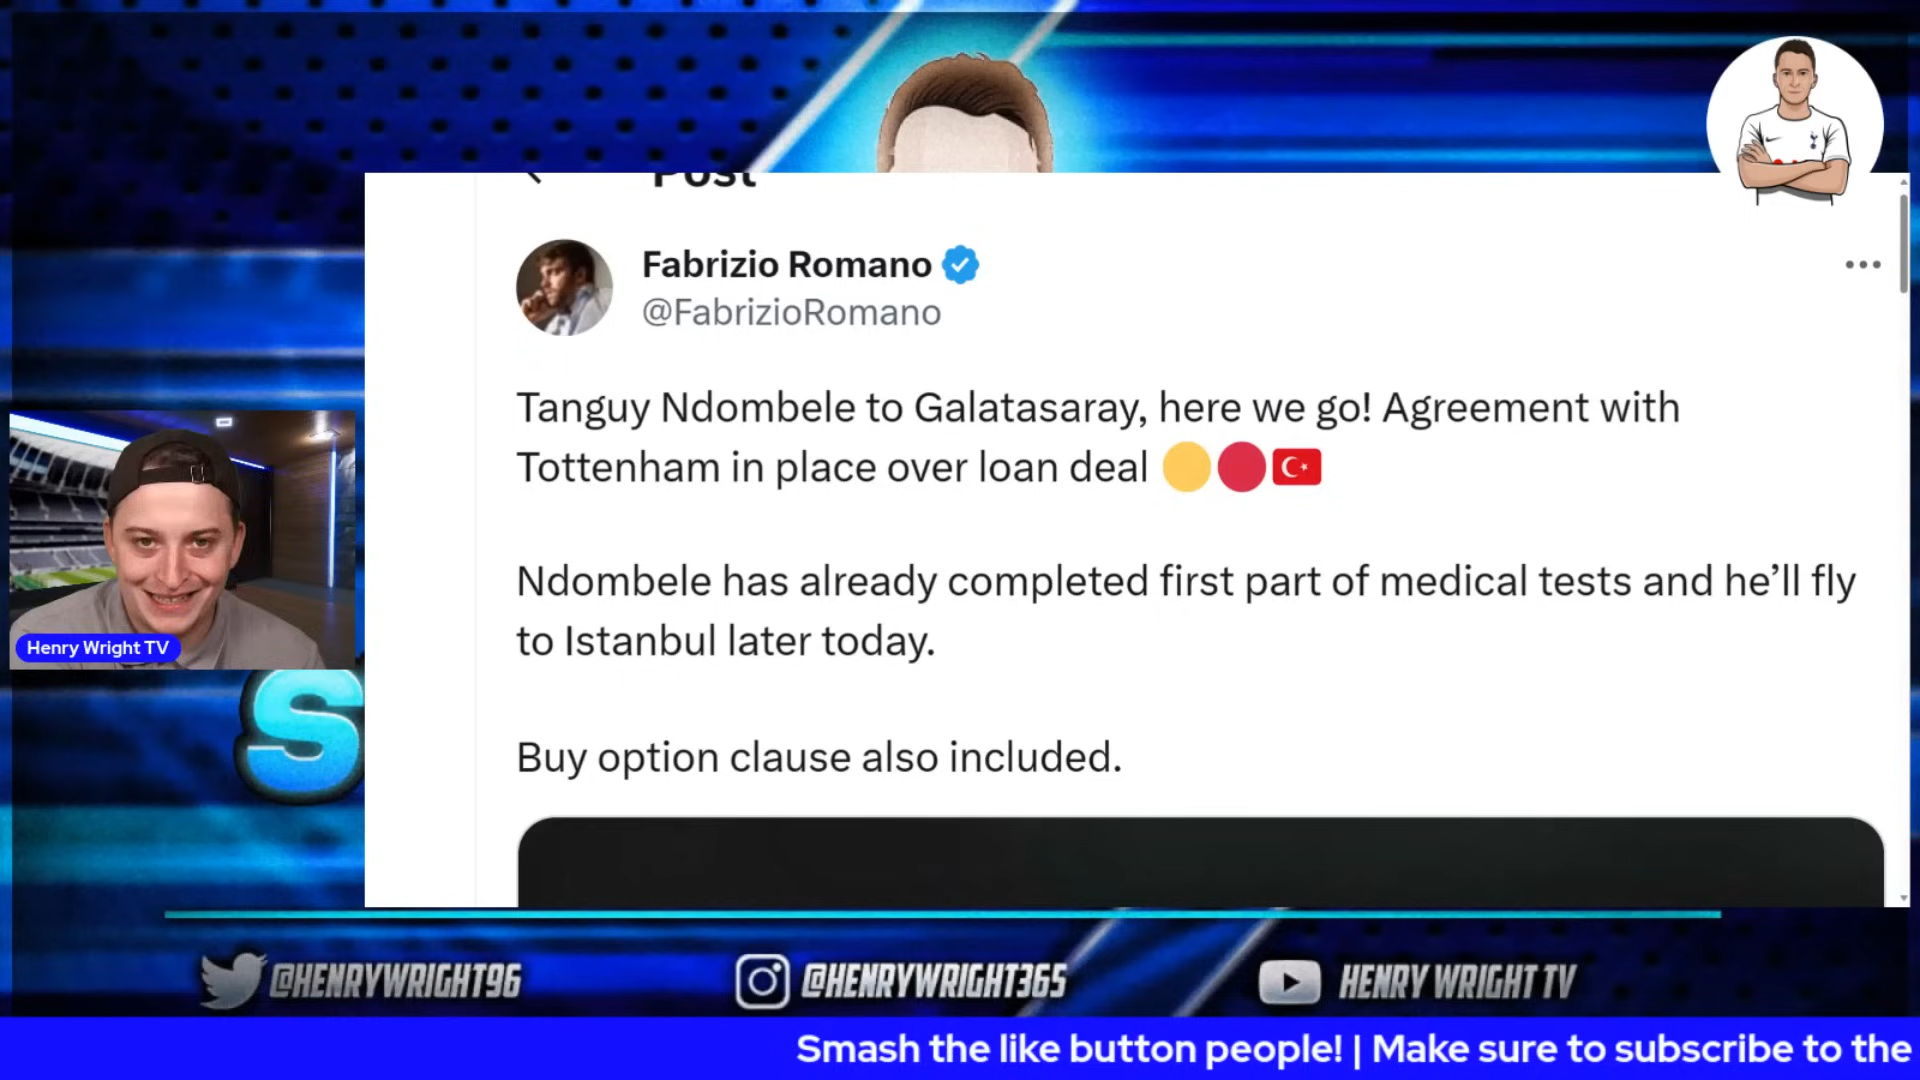 Post
Fabrizio Romano
@FabrizioRomano
Tanguy Ndombele to Galatasaray, here we go! Agreement with
Tottenham in place over loan deal
Ndombele has already completed first part of medical tests and he’ll fly
to Istanbul later today.
Buy option clause also included.
Henry Wright TV
S
@HENRYWRIGHT96
@HENRYWRIGHT365
HENRY WRIGHT TV
Smash the like button people! | Make sure to subscribe to the